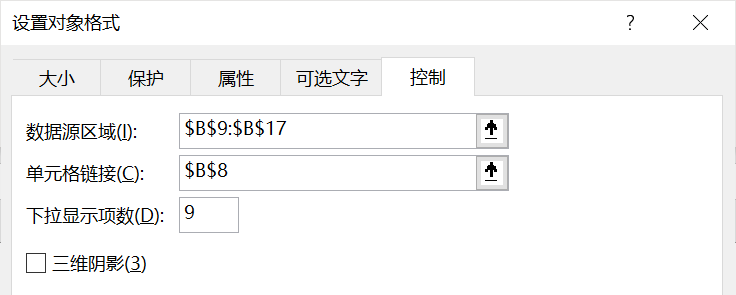 设置对象格式 ?
大小 保护 属性 可选文字 控制
数据源区域(I): $B$9:$B$17
单元格链接(C): $B$8
下拉显示项数(D): 9
三维阴影(3)